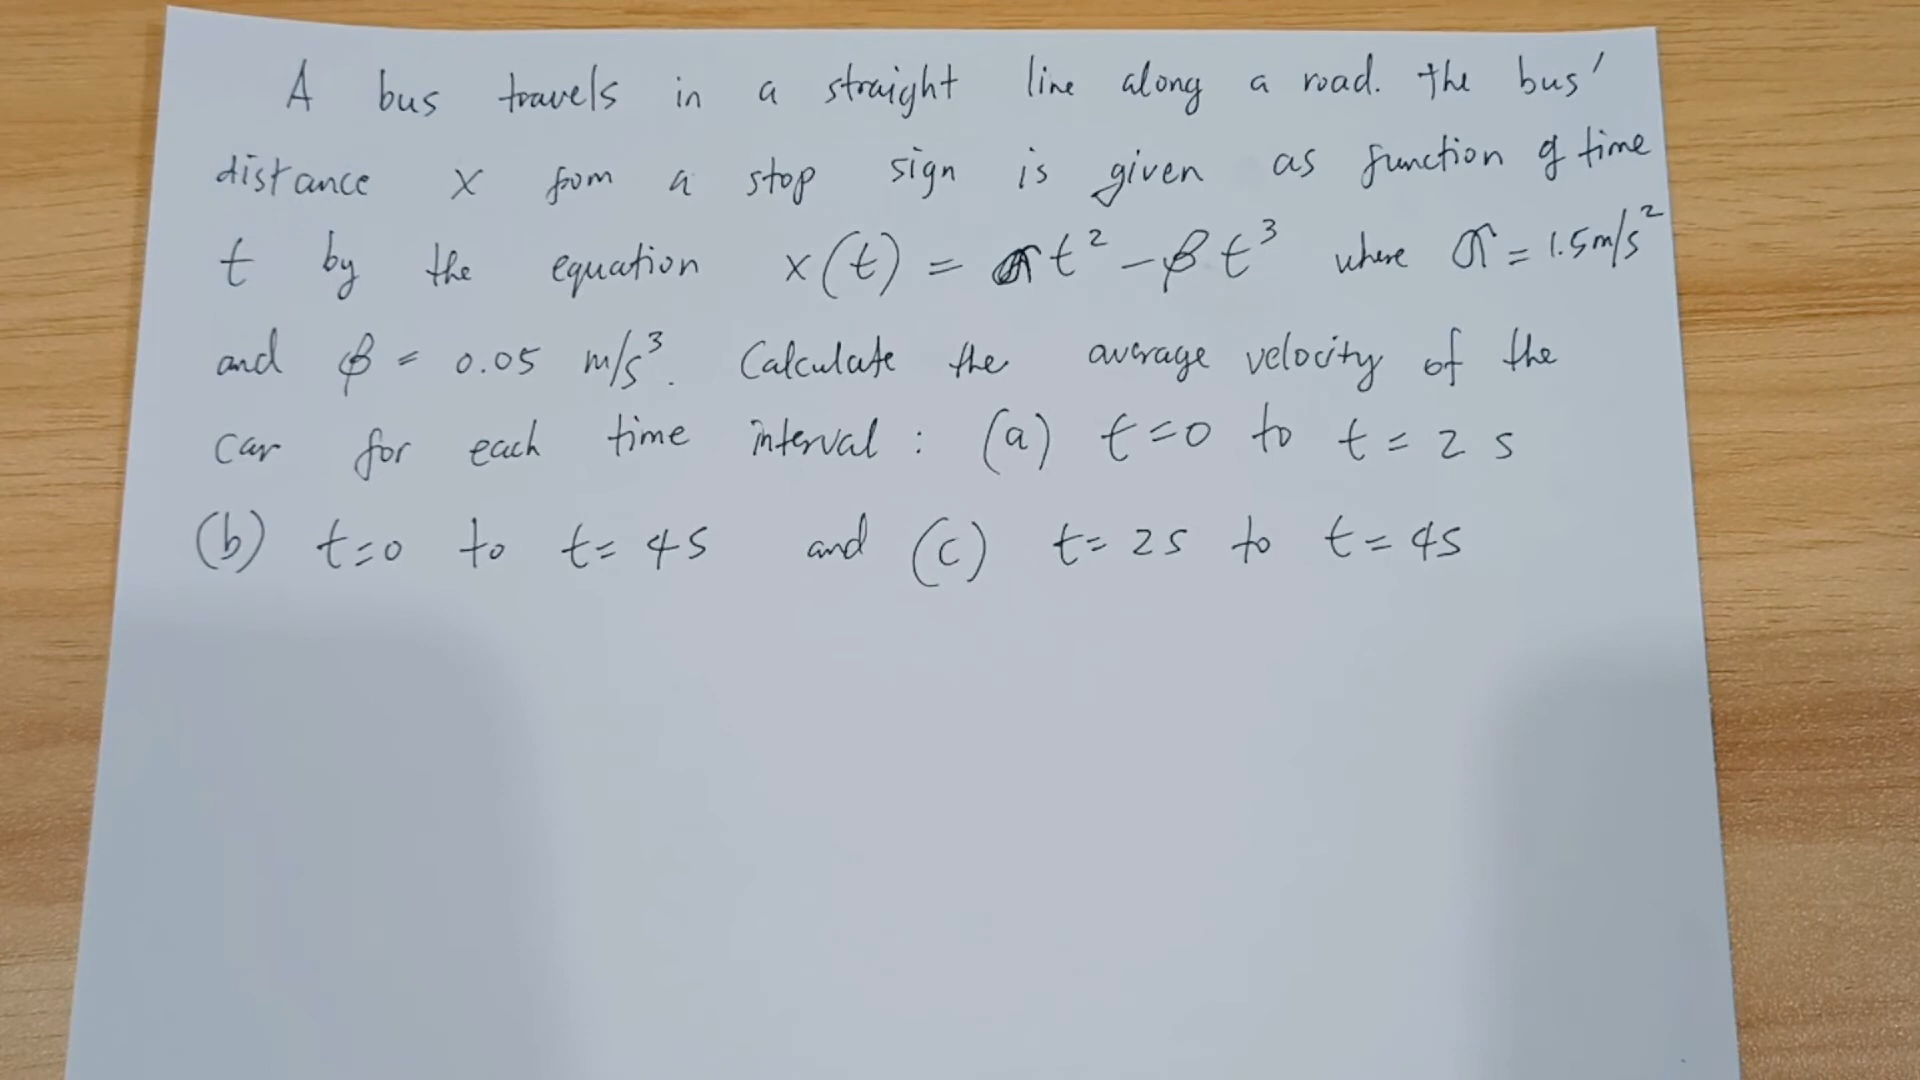 A bus travels in a straight line along a road. The bus'
distance x from a stop sign is given as function of time
t by the equation x(t) = σt² - βt³ where σ = 1.5 m/s²
and β = 0.05 m/s³. Calculate the average velocity of the
car for each time interval : (a) t=0 to t = 2 s
(b) t=0 to t= 4s and (c) t= 2s to t = 4s